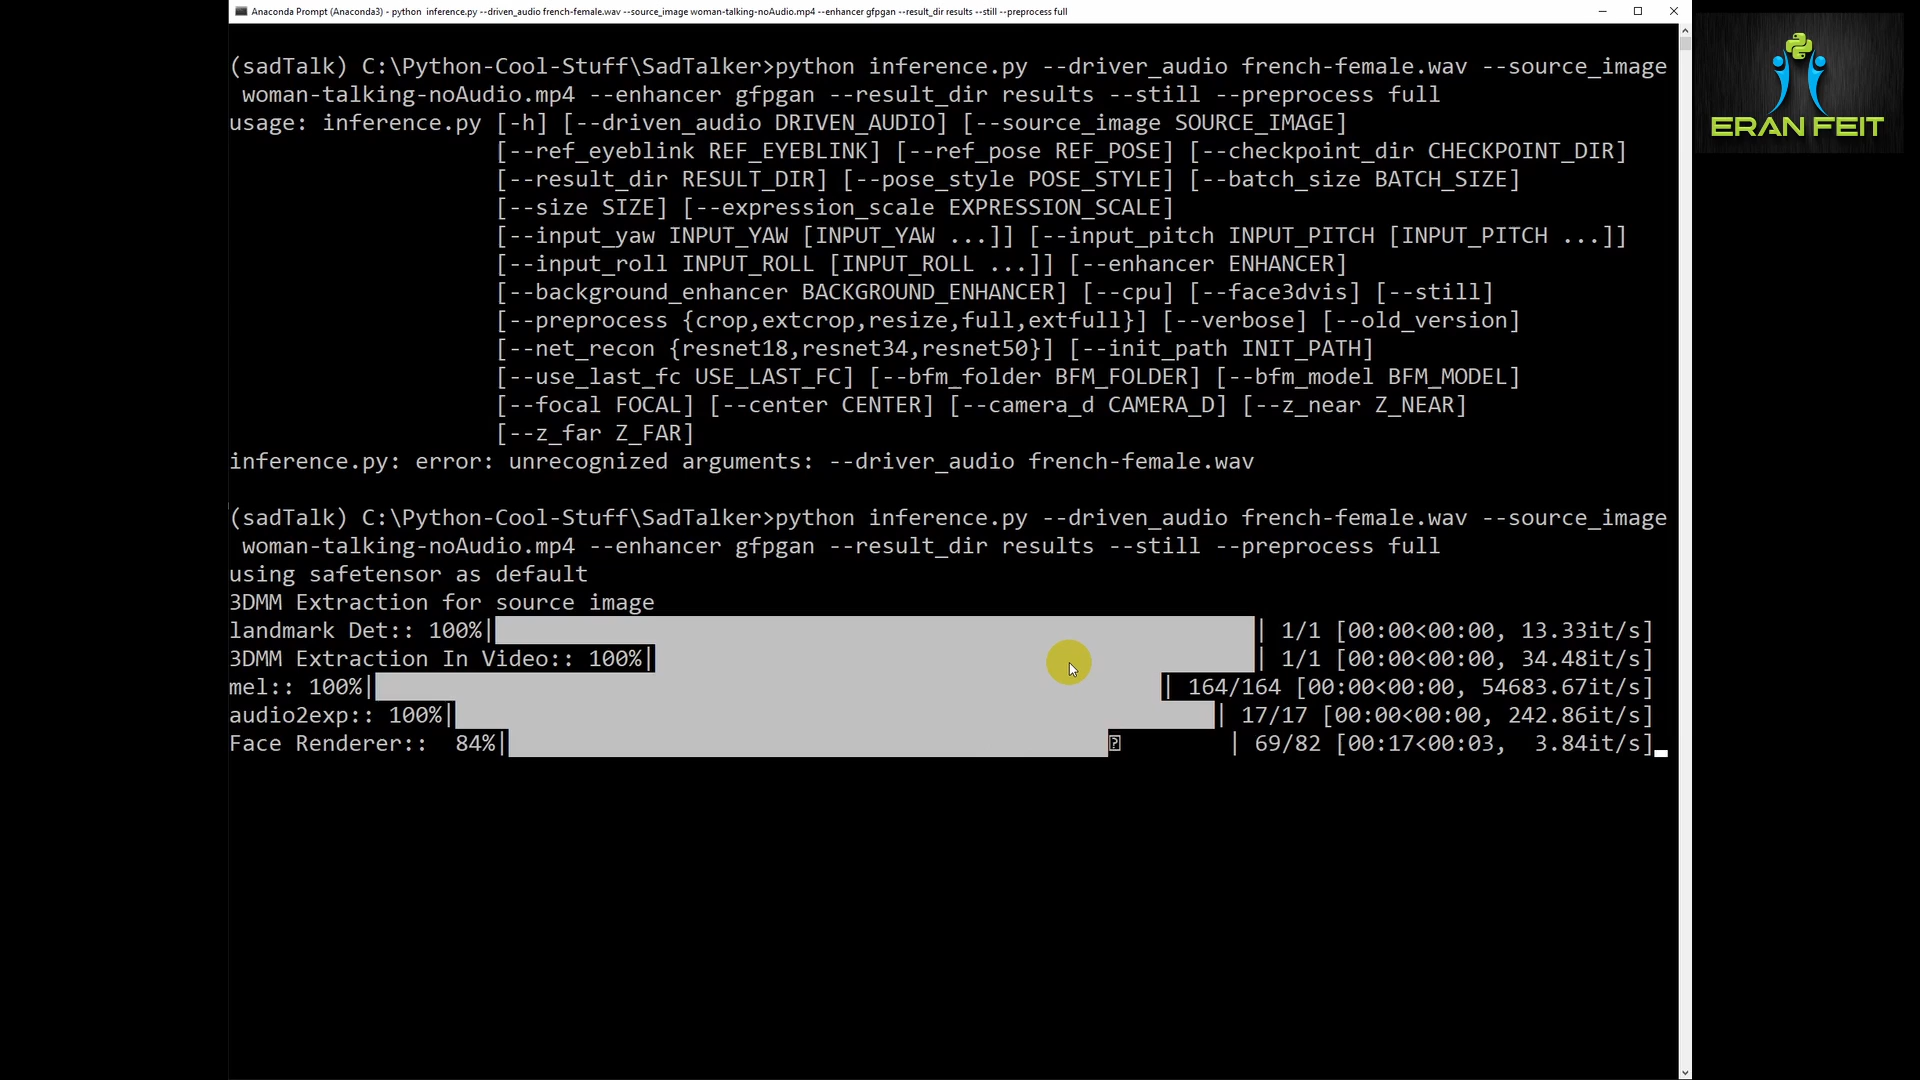 Anaconda Prompt (Anaconda3) - python  inference.py --driven_audio french-female.wav --source_image woman-talking-noAudio.mp4 --enhancer gfpgan --result_dir results --still --preprocess full
ERAN FEIT
(sadTalk) C:\Python-Cool-Stuff\SadTalker>python inference.py --driver_audio french-female.wav --source_image
woman-talking-noAudio.mp4 --enhancer gfpgan --result_dir results --still --preprocess full
usage: inference.py [-h] [--driven_audio DRIVEN_AUDIO] [--source_image SOURCE_IMAGE]
[--ref_eyeblink REF_EYEBLINK] [--ref_pose REF_POSE] [--checkpoint_dir CHECKPOINT_DIR]
[--result_dir RESULT_DIR] [--pose_style POSE_STYLE] [--batch_size BATCH_SIZE]
[--size SIZE] [--expression_scale EXPRESSION_SCALE]
[--input_yaw INPUT_YAW [INPUT_YAW ...]] [--input_pitch INPUT_PITCH [INPUT_PITCH ...]]
[--input_roll INPUT_ROLL [INPUT_ROLL ...]] [--enhancer ENHANCER]
[--background_enhancer BACKGROUND_ENHANCER] [--cpu] [--face3dvis] [--still]
[--preprocess {crop,extcrop,resize,full,extfull}] [--verbose] [--old_version]
[--net_recon {resnet18,resnet34,resnet50}] [--init_path INIT_PATH]
[--use_last_fc USE_LAST_FC] [--bfm_folder BFM_FOLDER] [--bfm_model BFM_MODEL]
[--focal FOCAL] [--center CENTER] [--camera_d CAMERA_D] [--z_near Z_NEAR]
[--z_far Z_FAR]
inference.py: error: unrecognized arguments: --driver_audio french-female.wav
(sadTalk) C:\Python-Cool-Stuff\SadTalker>python inference.py --driven_audio french-female.wav --source_image
woman-talking-noAudio.mp4 --enhancer gfpgan --result_dir results --still --preprocess full
using safetensor as default
3DMM Extraction for source image
landmark Det:: 100%| | 1/1 [00:00<00:00, 13.33it/s]
3DMM Extraction In Video:: 100%| | 1/1 [00:00<00:00, 34.48it/s]
mel:: 100%| | 164/164 [00:00<00:00, 54683.67it/s]
audio2exp:: 100%| | 17/17 [00:00<00:00, 242.86it/s]
Face Renderer::  84%| | 69/82 [00:17<00:03,  3.84it/s]